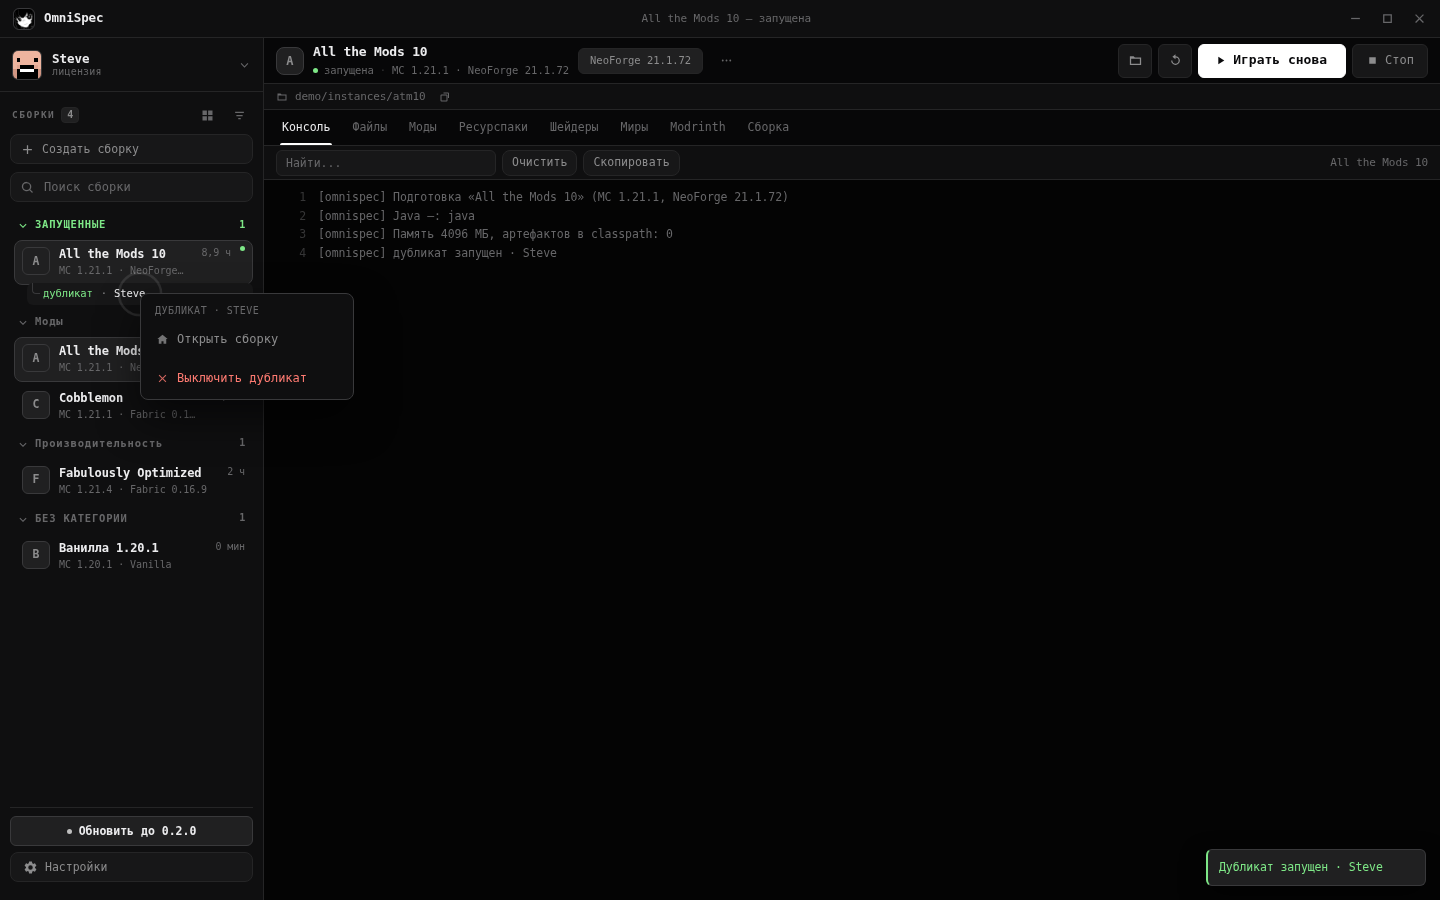 OmniSpec
All the Mods 10 — запущена
Steve
лицензия
СБОРКИ 4
Создать сборку
Поиск сборки
ЗАПУЩЕННЫЕ 1
A
All the Mods 10 8,9 ч
MC 1.21.1 · NeoForge…
дубликат · Steve
Моды
A
All the Mods
MC 1.21.1 · Ne
C
Cobblemon
MC 1.21.1 · Fabric 0.1…
Производительность 1
F
Fabulously Optimized 2 ч
MC 1.21.4 · Fabric 0.16.9
БЕЗ КАТЕГОРИИ 1
В
Ванилла 1.20.1 0 мин
MC 1.20.1 · Vanilla
Обновить до 0.2.0
Настройки
ДУБЛИКАТ · STEVE
Открыть сборку
Выключить дубликат
A
All the Mods 10
запущена · MC 1.21.1 · NeoForge 21.1.72
NeoForge 21.1.72
Играть снова
Стоп
demo/instances/atm10
Консоль Файлы Моды Ресурспаки Шейдеры Миры Modrinth Сборка
Найти... Очистить Скопировать All the Mods 10
1 [omnispec] Подготовка «All the Mods 10» (MC 1.21.1, NeoForge 21.1.72)
2 [omnispec] Java —: java
3 [omnispec] Память 4096 МБ, артефактов в classpath: 0
4 [omnispec] дубликат запущен · Steve
Дубликат запущен · Steve